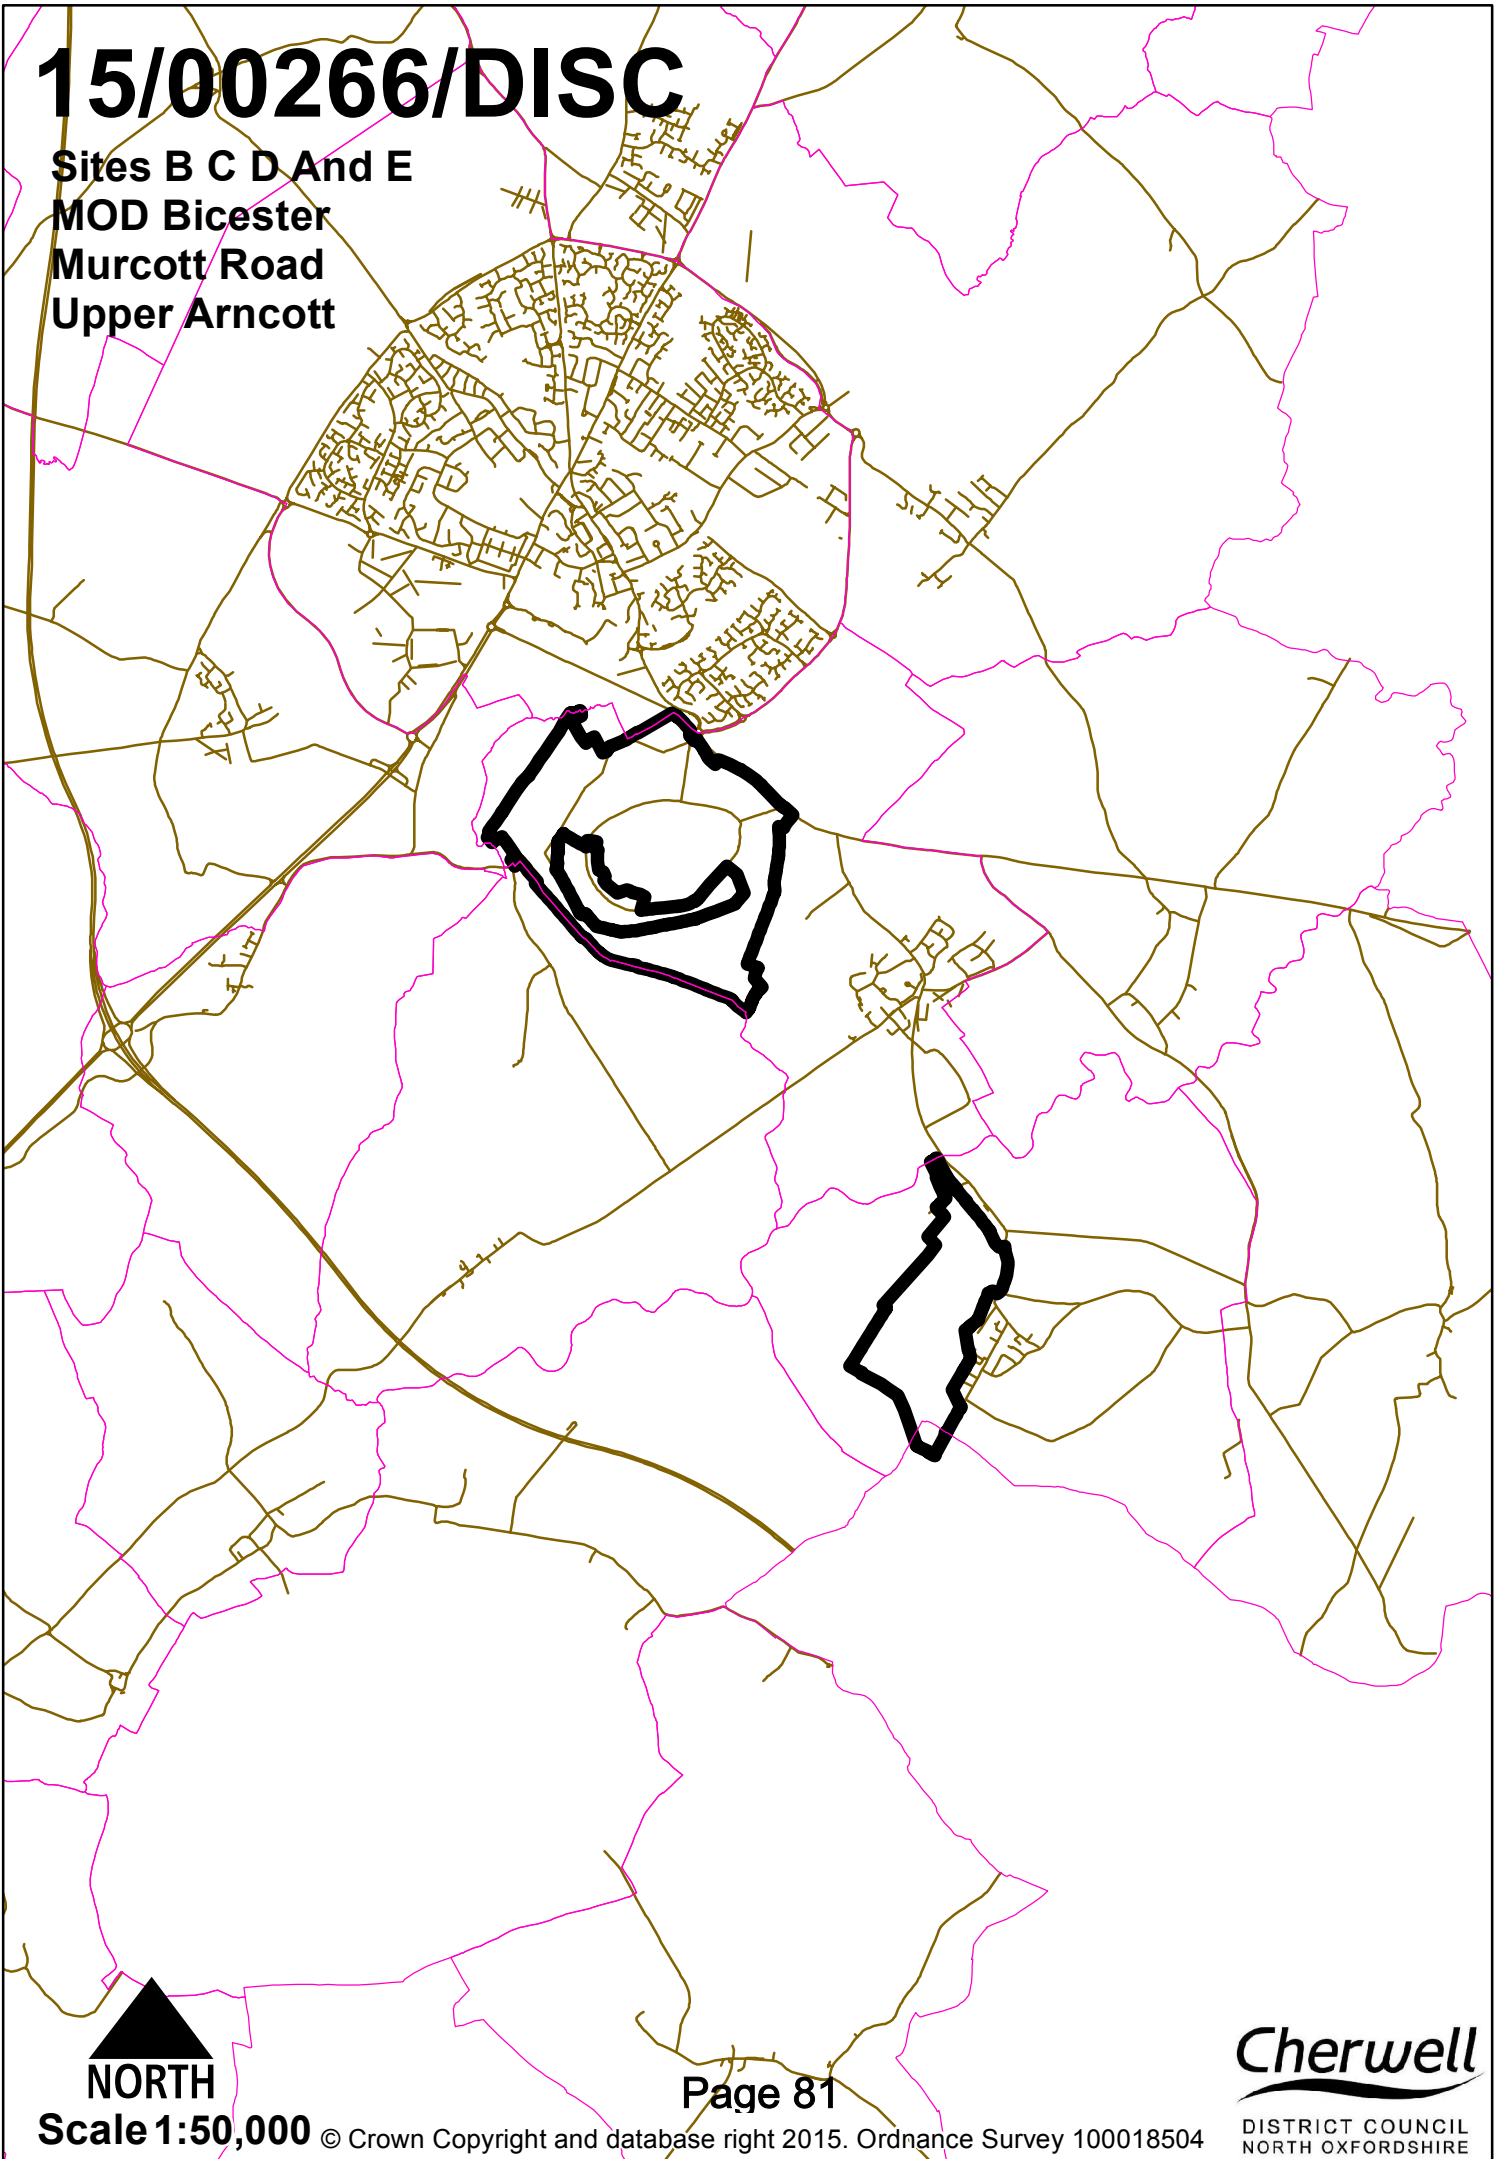 15/00266/DISC
Sites B C D And E
MOD Bicester
Murcott Road
Upper Arncott
NORTH
Page 81
Scale 1:50,000 © Crown Copyright and database right 2015. Ordnance Survey 100018504
Cherwell
DISTRICT COUNCIL
NORTH OXFORDSHIRE